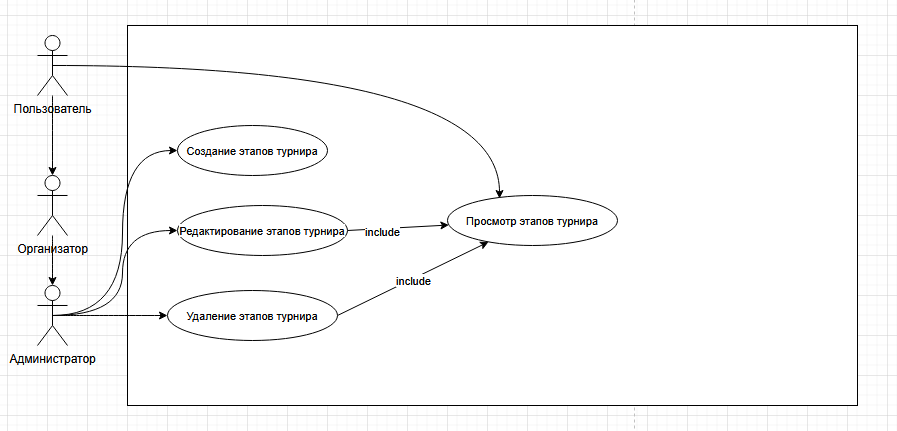 Пользователь
Создание этапов турнира
Просмотр этапов турнира
Редактирование этапов турнира
include
Организатор
include
Удаление этапов турнира
Администратор